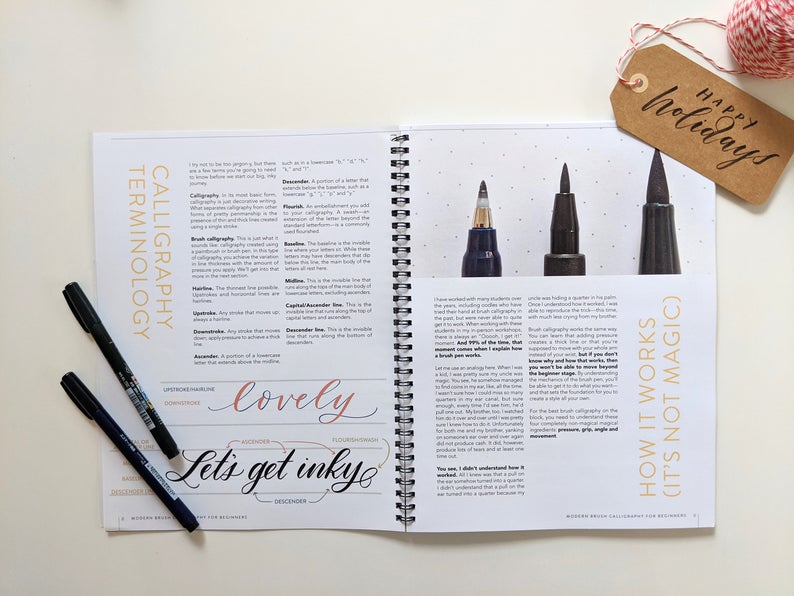 CALLIGRAPHY
TERMINOLOGY
I try not to be too jargon-y, but there
are a few terms you're going to need
to know before we start our big, inky
journey.
Calligraphy. In its most basic form,
calligraphy is just decorative writing.
What separates calligraphy from other
forms of pretty penmanship is the
presence of thin and thick lines created
using a single stroke.
Brush calligraphy. This is just what it
sounds like: calligraphy created using
a paintbrush or brush pen. In this type
of calligraphy, you achieve the variation
in line thickness with the amount of
pressure you apply. We'll get into that
more in the next section.
Hairline. The thinnest line possible.
Upstrokes and horizontal lines are
hairlines.
Upstroke. Any stroke that moves up;
always a hairline.
Downstroke. Any stroke that moves
down; apply pressure to achieve a thick
line.
Ascender. A portion of a lowercase
letter that extends above the midline,
such as in lowercase "b," "d," "h,"
"k," and "l"
Descender. A portion of a letter that
extends below the baseline, such as a
lowercase "g," "j," "p" and "y"
Flourish. An embellishment you add
to your calligraphy. A swash—an
extension of the letter beyond the
standard letterform—is a commonly
used flourished.
Baseline. The baseline is the invisible
line where your letters sit. While these
letters may have descenders that dip
below this line, the main body of the
letters all rest here.
Midline. This is the invisible line that
runs along the top of the main body of
lowercase letters, excluding ascenders.
Capital/Ascender line. This is the
invisible line that runs along the top of
capital letters and ascenders.
Descender line. This is the invisible
line that runs along the bottom of
descenders.
UPSTROKE/HAIRLINE
DOWNSTROKE
lovely
ASCENDER
FLOURISH/SWASH
Let's get inky
BASEL
DESCENDER LINE
DESCENDER
MODERN BRUSH CALLIGRAPHY FOR BEGINNERS
HAPPY
holidays
I have worked with many students over
the years, including oodles who have
tried their hand at brush calligraphy in
the past, but were never able to quite
get it to work. When working with these
students in my in-person workshops,
there is always an "Ooooh, I get it!"
moment. And 99% of the time, that
moment comes when I explain how
a brush pen works.
Let me use an analogy here. When I was
a kid, I was pretty sure my uncle was
magic. You see, he somehow managed
to find coins in my ear, like, all the time.
I wasn't sure how I could miss so many
quarters in my ear canal, but sure
enough, every time I'd see him, he'd
pull one out. My brother, too. I watched
him do it over and over until I was pretty
sure I knew how to do it. Unfortunately
for both me and my brother, yanking
on someone's ear over and over again
did not produce cash. It did, however,
produce lots of tears and at least one
time out.
You see, I didn't understand how it
worked. All I knew was that a pull on
the ear somehow turned into a quarter.
I didn't understand that a pull on the
ear turned into a quarter because my
uncle was hiding a quarter in his palm.
Once I understood how it worked, I was
able to reproduce the trick—this time,
with much less crying from my brother.
Brush calligraphy works the same way.
You can learn that adding pressure
creates a thick line or that you're
supposed to move with your whole arm
instead of your wrist, but if you don't
know why and how that works, then
you won't be able to move beyond
the beginner stage. By understanding
the mechanics of the brush pen, you'll
be able to get it to do what you want—
and that sets the foundation for you to
create a style all your own.
For the best brush calligraphy on the
block, you need to understand these
four completely non-magical magical
ingredients: pressure, grip, angle and
movement.
HOW IT WORKS
(IT'S NOT MAGIC)
MODERN BRUSH CALLIGRAPHY FOR BEGINNERS